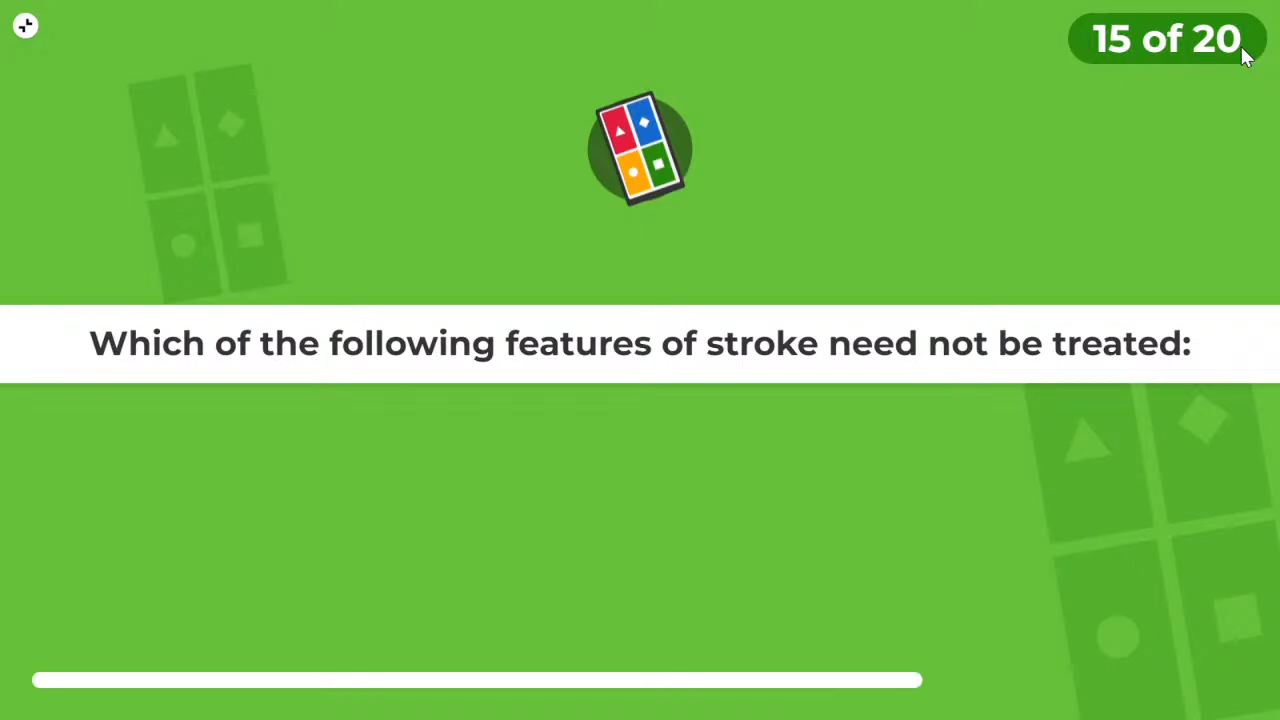 15 of 20
Which of the following features of stroke need not be treated: